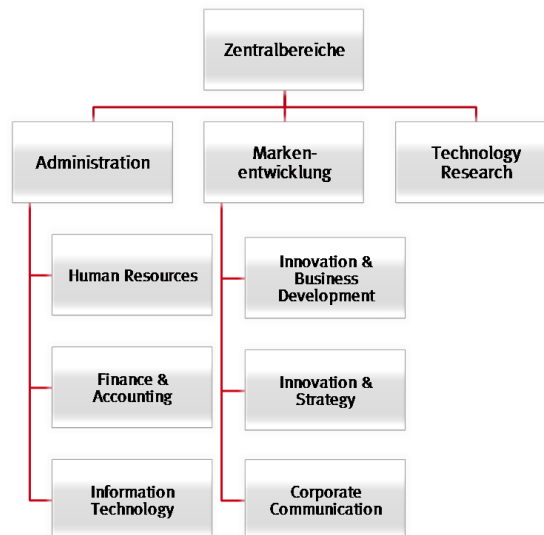 Zentralbereiche
Administration
Marken-
entwicklung
Technology
Research
Human Resources
Innovation &
Business
Development
Finance &
Accounting
Innovation &
Strategy
Information
Technology
Corporate
Communication